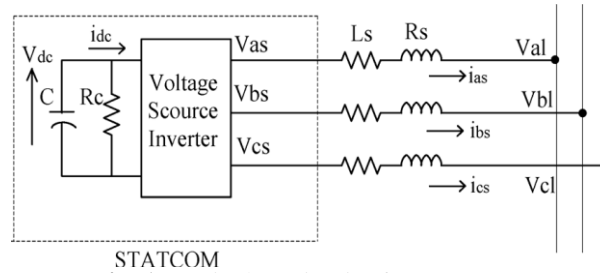 idc
Vdc
C
Rc
Voltage
Scource
Inverter
Vas
Vbs
Vcs
Ls
Rs
ias
ibs
ics
Val
Vbl
Vcl
STATCOM